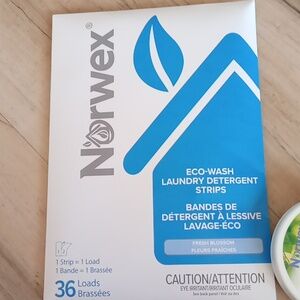 Norwex®
ECO-WASH
LAUNDRY DETERGENT
STRIPS
BANDES DE
DÉTERGENT À LESSIVE
LAVAGE-ÉCO
FRESH BLOSSOM
FLEURS FRAÎCHES
1 Strip = 1 Load
1 Bande = 1 Brassée
36 Loads
Brassées
CAUTION/ATTENTION
EYE IRRITANT/IRRITANT OCULAIRE